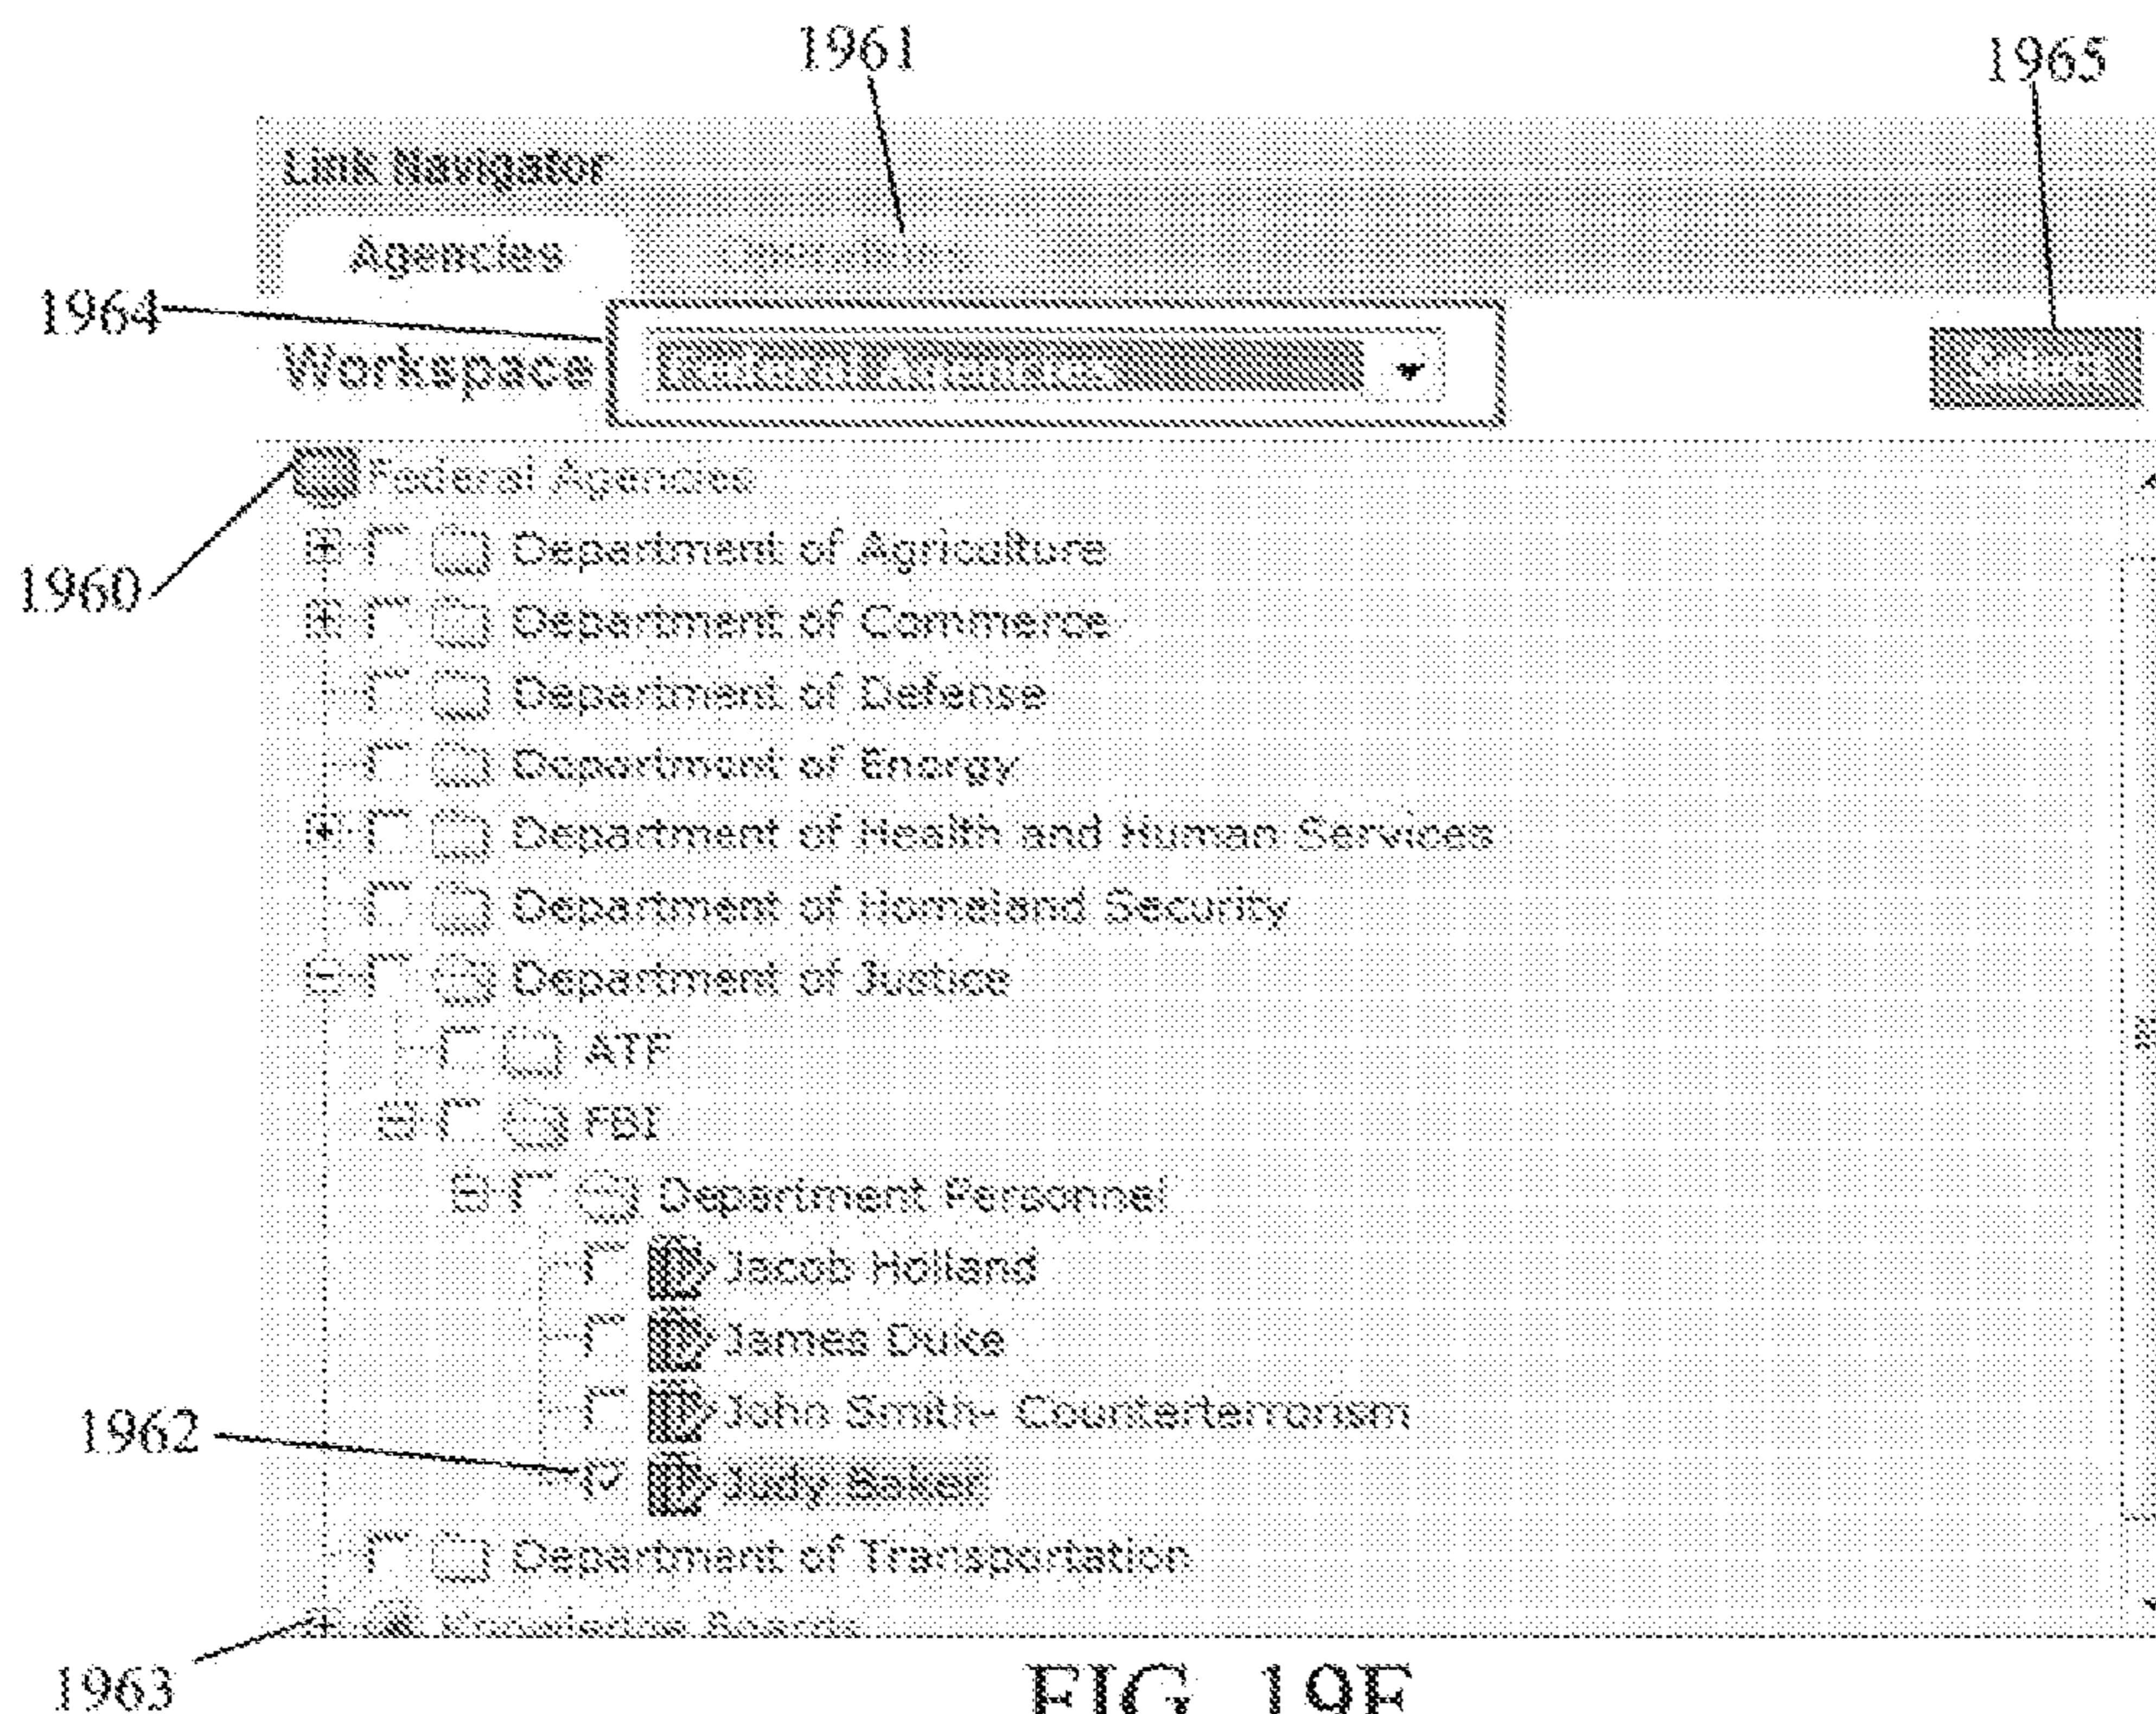 1961
1965
Link Navigator
Agencies
1964
Workspace
Federal Agencies
1960
Department of Agriculture
Department of Commerce
Department of Defense
Department of Energy
Department of Health and Human Services
Department of Homeland Security
Department of Justice
ATF
FBI
Department Personnel
Jacob Holland
James Duke
John Smith- Counterterrorism
1962
Judy Baker
Department of Transportation
1963
FIG. 19F